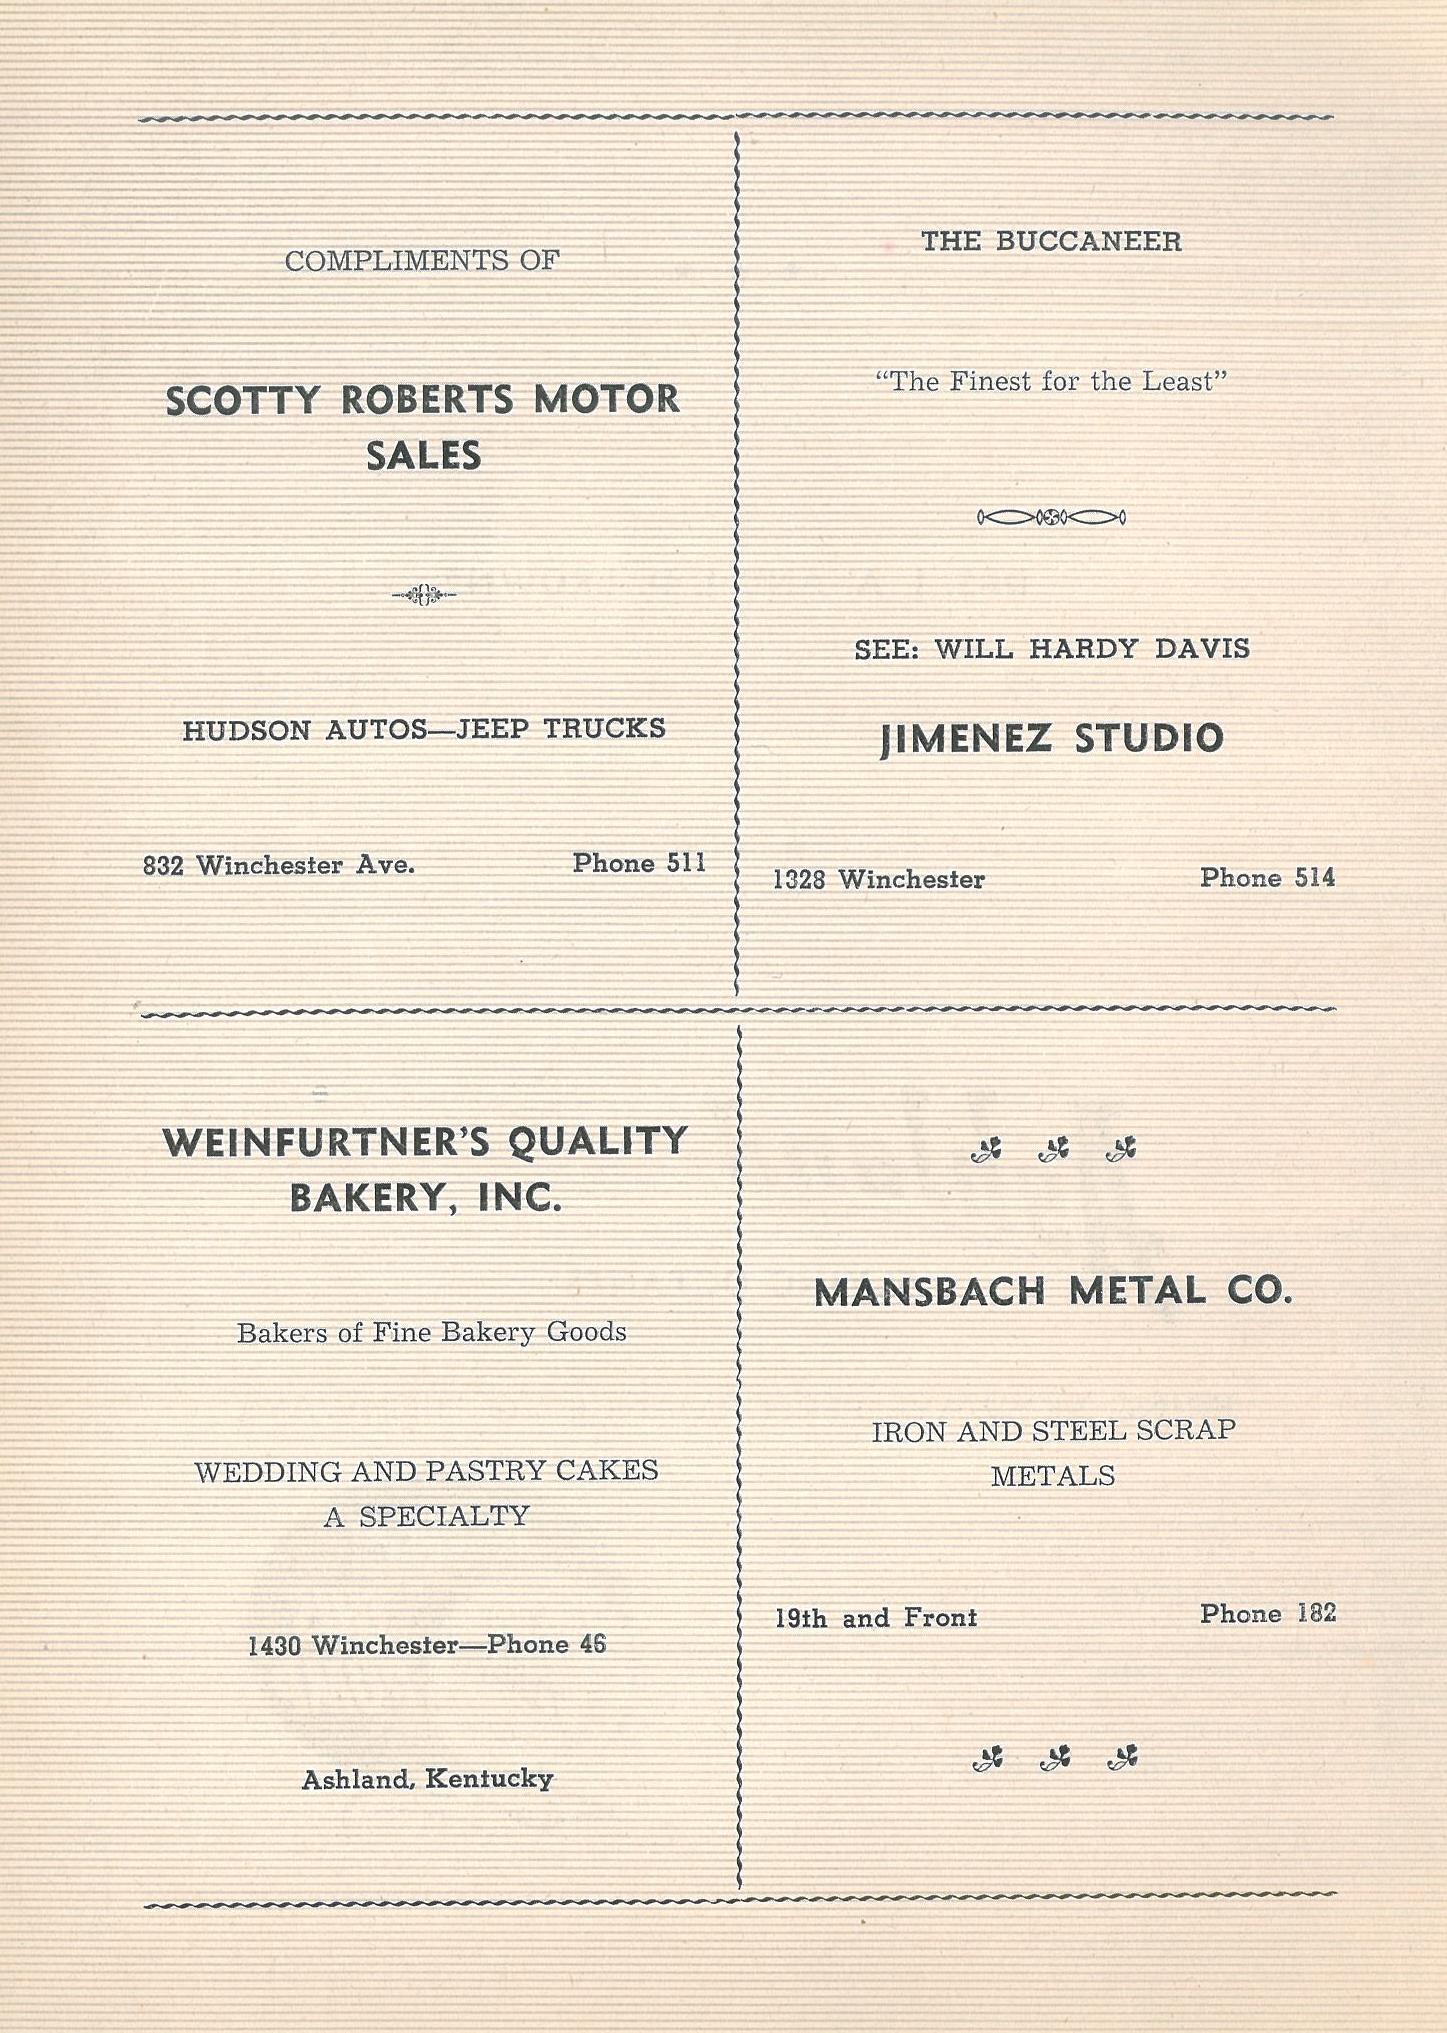 COMPLIMENTS OF
SCOTTY ROBERTS MOTOR
SALES
HUDSON AUTOS—JEEP TRUCKS
832 Winchester Ave. Phone 511
THE BUCCANEER
“The Finest for the Least”
SEE: WILL HARDY DAVIS
JIMENEZ STUDIO
1328 Winchester Phone 514
WEINFURTNER’S QUALITY
BAKERY, INC.
Bakers of Fine Bakery Goods
WEDDING AND PASTRY CAKES
A SPECIALTY
1430 Winchester—Phone 46
Ashland, Kentucky
MANSBACH METAL CO.
IRON AND STEEL SCRAP
METALS
19th and Front Phone 182